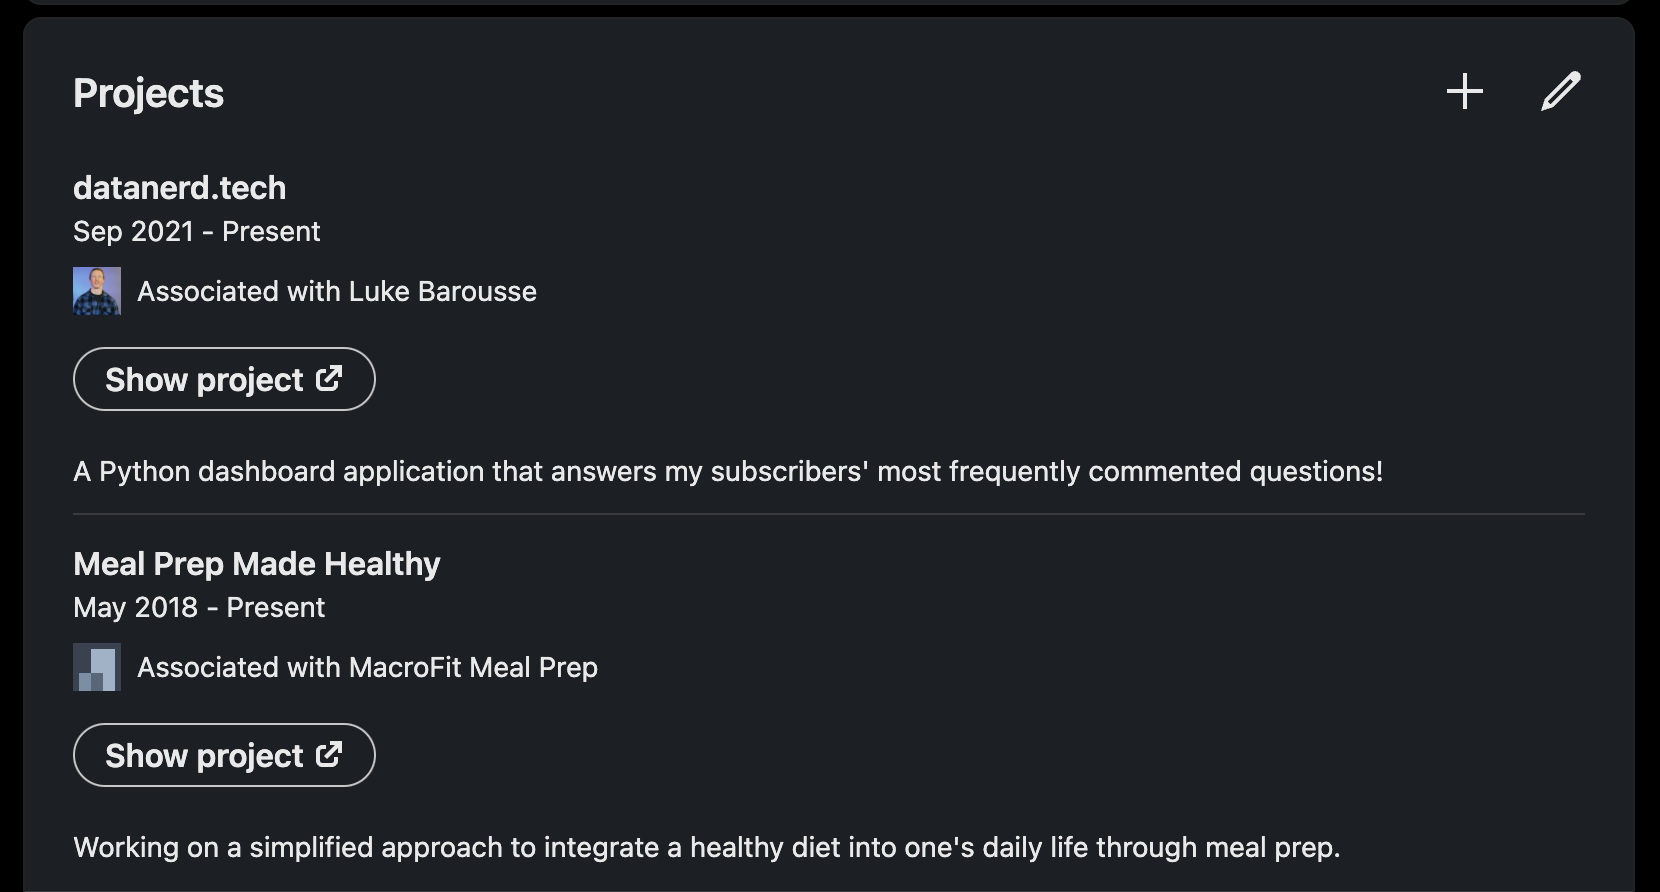 Projects
datanerd.tech
Sep 2021 - Present
Associated with Luke Barousse
Show project
A Python dashboard application that answers my subscribers' most frequently commented questions!
Meal Prep Made Healthy
May 2018 - Present
Associated with MacroFit Meal Prep
Show project
Working on a simplified approach to integrate a healthy diet into one's daily life through meal prep.